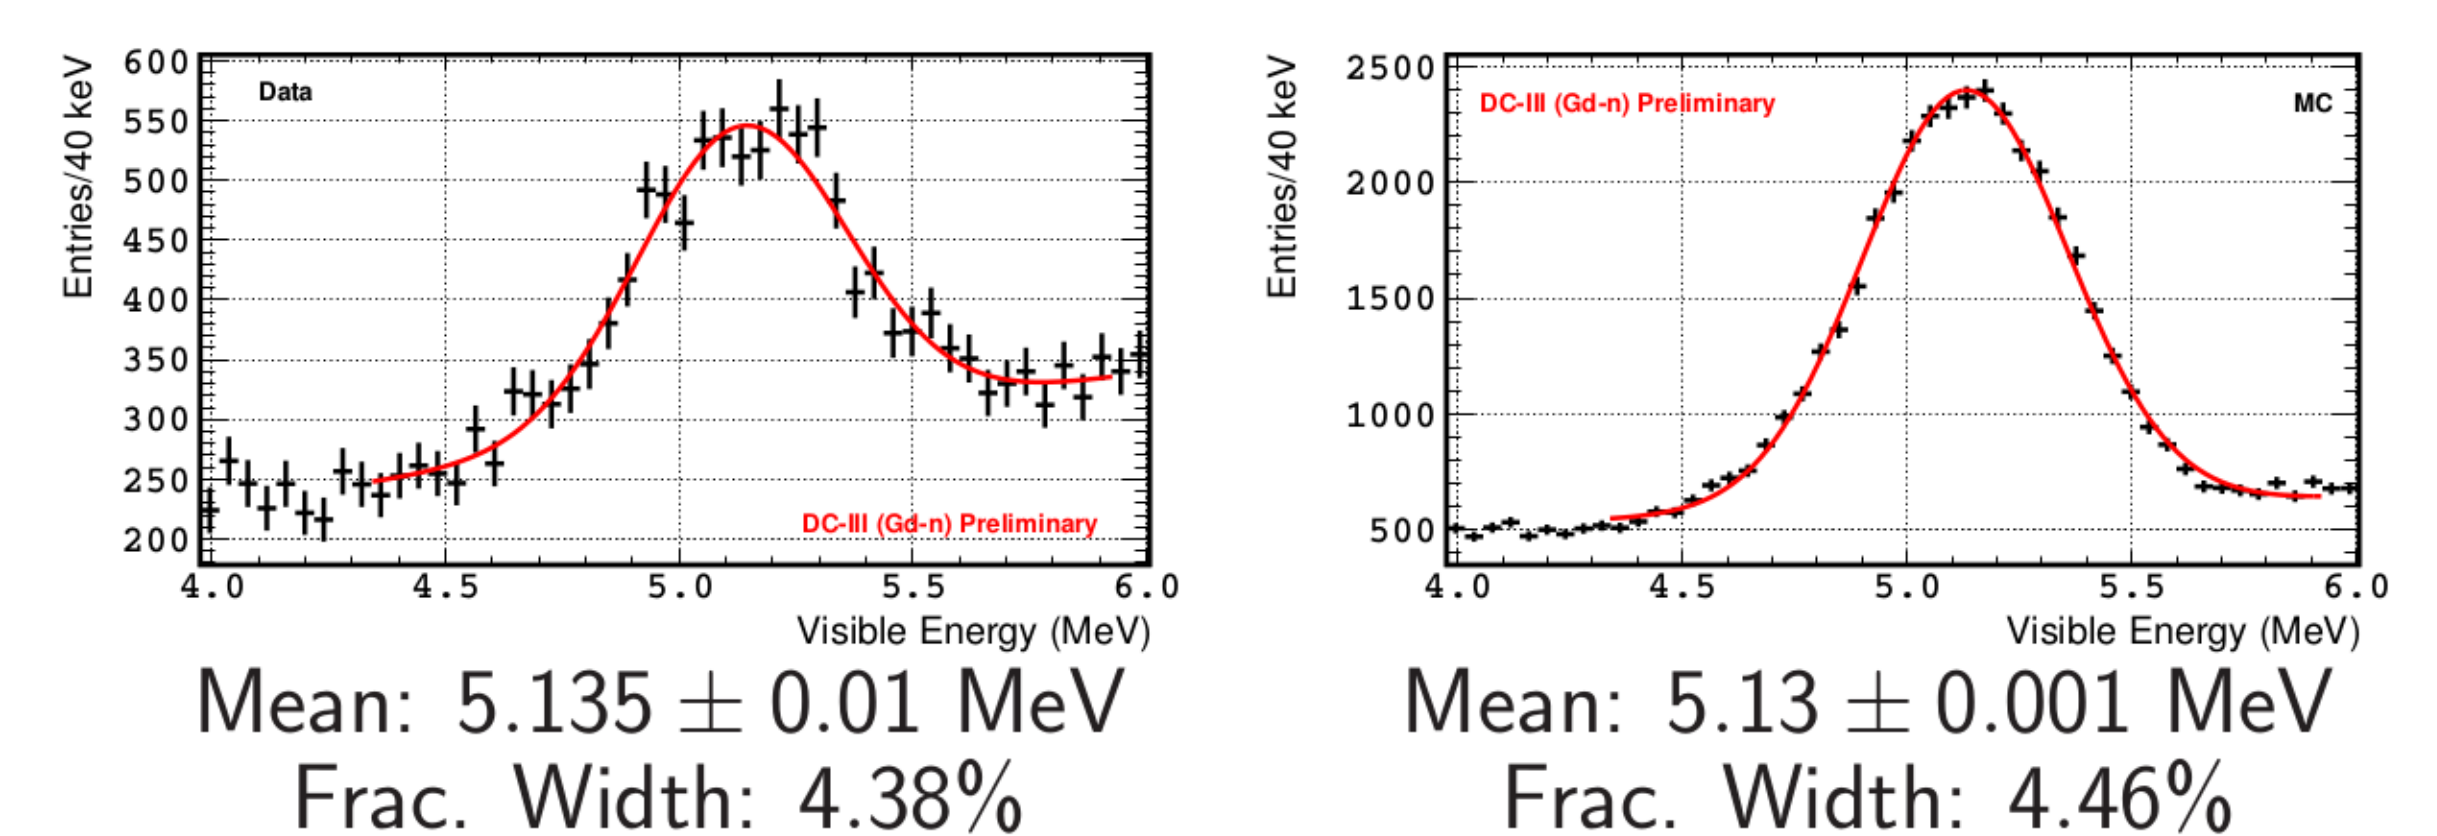 Entries/40 keV
600
550
500
450
400
350
300
250
200
Data
DC-III (Gd-n) Preliminary
4.0 4.5 5.0 5.5 6.0
Visible Energy (MeV)
Mean: 5.135 ± 0.01 MeV
Frac. Width: 4.38%
Entries/40 keV
2500
2000
1500
1000
500
DC-III (Gd-n) Preliminary
MC
4.0 4.5 5.0 5.5 6.0
Visible Energy (MeV)
Mean: 5.13 ± 0.001 MeV
Frac. Width: 4.46%